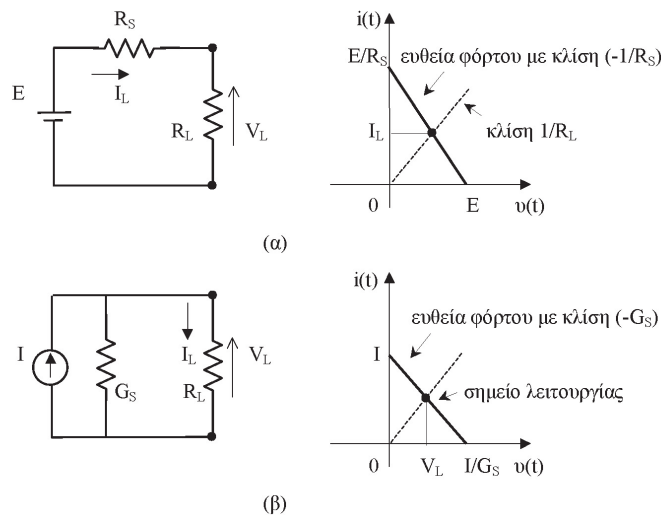 R_S
E
I_L
R_L
V_L
i(t)
E/R_S
ευθεία φόρτου με κλίση (-1/R_S)
I_L
κλίση 1/R_L
0
E
υ(t)
(α)
I
G_S
I_L
R_L
V_L
i(t)
ευθεία φόρτου με κλίση (-G_S)
I
σημείο λειτουργίας
0
V_L
I/G_S
υ(t)
(β)